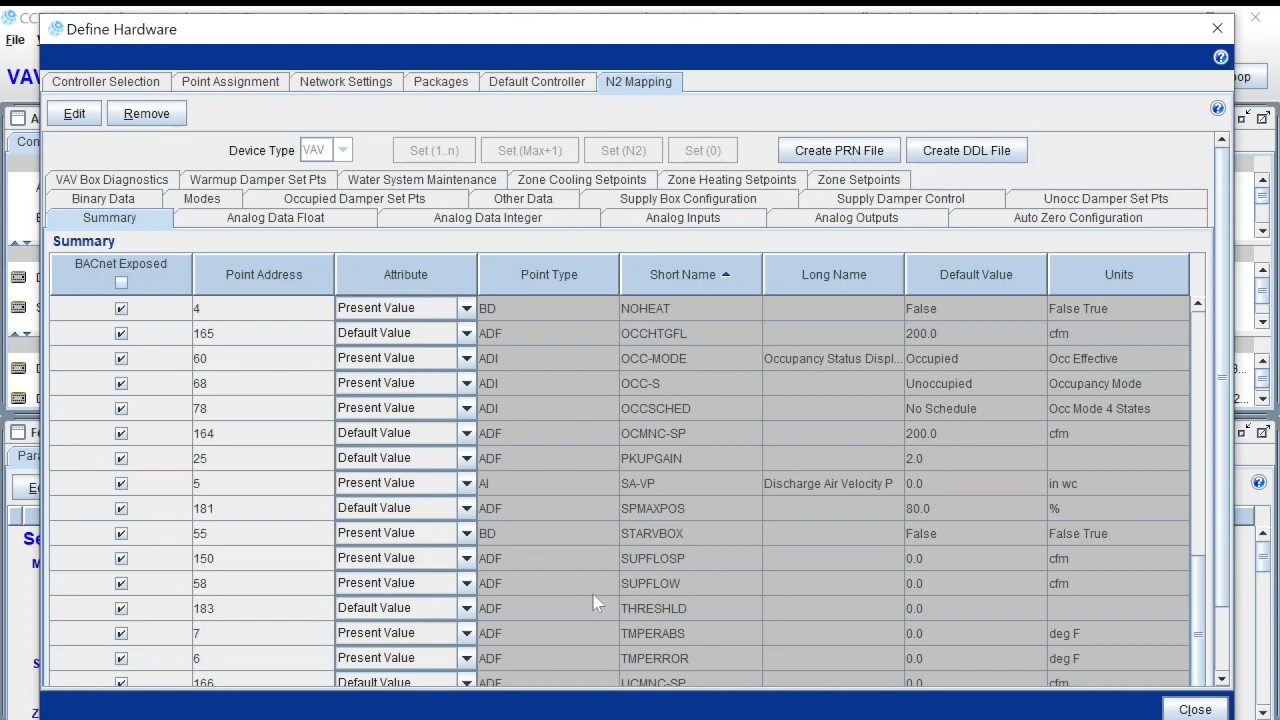 CC
Define Hardware
File
VAV
oop
Controller Selection
Point Assignment
Network Settings
Packages
Default Controller
N2 Mapping
Edit
Remove
Device Type
VAV
Set (1..n)
Set (Max+1)
Set (N2)
Set (0)
Create PRN File
Create DDL File
VAV Box Diagnostics
Warmup Damper Set Pts
Water System Maintenance
Zone Cooling Setpoints
Zone Heating Setpoints
Zone Setpoints
Binary Data
Modes
Occupied Damper Set Pts
Other Data
Supply Box Configuration
Supply Damper Control
Unocc Damper Set Pts
Summary
Analog Data Float
Analog Data Integer
Analog Inputs
Analog Outputs
Auto Zero Configuration
Summary
BACnet Exposed Point Address Attribute Point Type Short Name Long Name Default Value Units
4 Present Value BD NOHEAT False False True
165 Default Value ADF OCCHTGFL 200.0 cfm
60 Present Value ADI OCC-MODE Occupancy Status Displ... Occupied Occ Effective
68 Present Value ADI OCC-S Unoccupied Occupancy Mode
78 Present Value ADI OCCSCHED No Schedule Occ Mode 4 States
164 Default Value ADF OCMNC-SP 200.0 cfm
25 Default Value ADF PKUPGAIN 2.0
5 Present Value AI SA-VP Discharge Air Velocity P 0.0 in wc
181 Default Value ADF SPMAXPOS 80.0 %
55 Present Value BD STARVBOX False False True
150 Present Value ADF SUPFLOSP 0.0 cfm
58 Present Value ADF SUPFLOW 0.0 cfm
183 Default Value ADF THRESHLD 0.0
7 Present Value ADF TMPERABS 0.0 deg F
6 Present Value ADF TMPERROR 0.0 deg F
166 Default Value ADF UCMNC-SP 0.0 cfm
Close